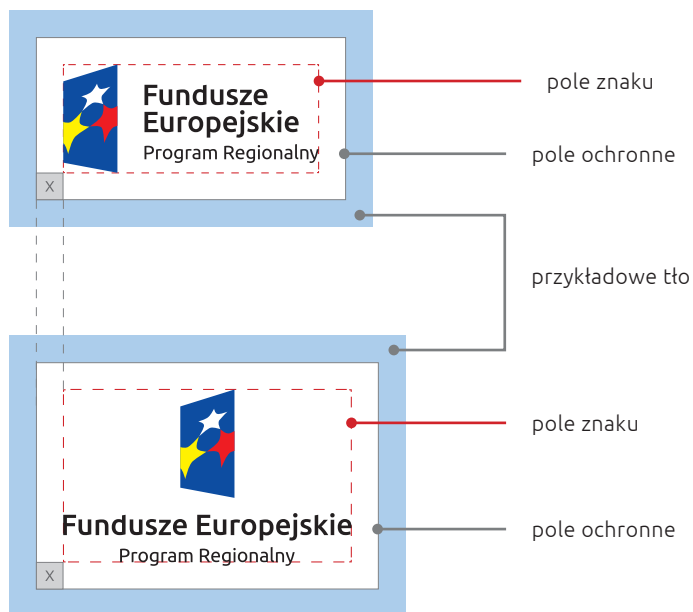 Fundusze
Europejskie
Program Regionalny
X
pole znaku
pole ochronne
przykładowe tło
Fundusze Europejskie
Program Regionalny
X
pole znaku
pole ochronne